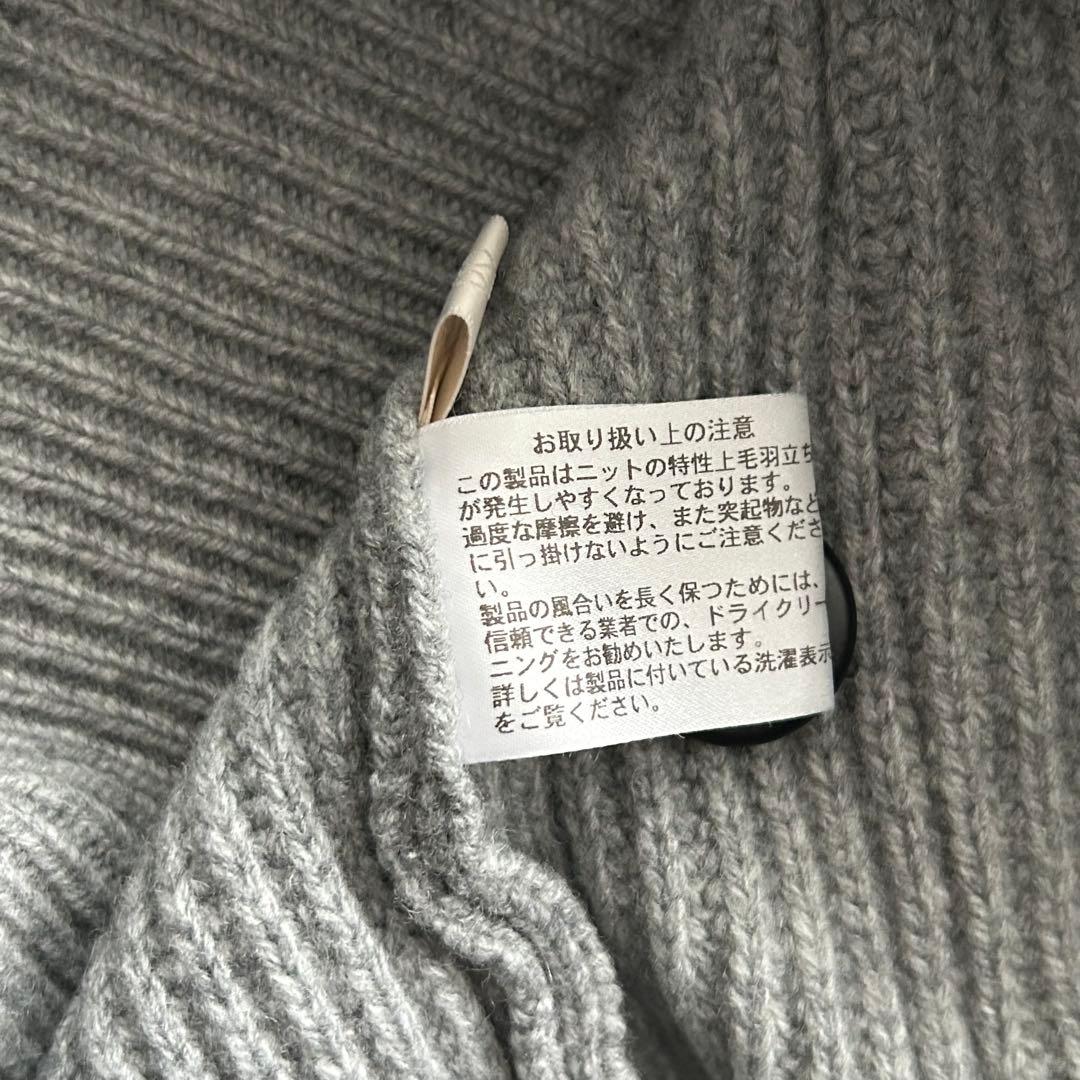 お取り扱い上の注意
この製品はニットの特性上毛羽立ち
が発生しやすくなっております。
過度な摩擦を避け、また突起物など
に引っ掛けないようにご注意くださ
い。
製品の風合いを長く保つためには、
信頼できる業者での、ドライクリー
ニングをお勧めいたします。
詳しくは製品に付いている洗濯表示
をご覧ください。